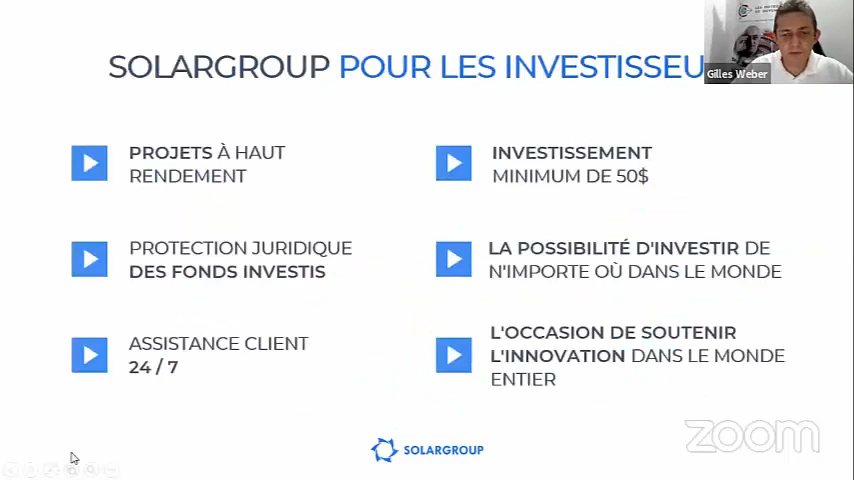 SOLARGROUP POUR LES INVESTISSEU
Gilles Weber
PROJETS À HAUT
RENDEMENT
INVESTISSEMENT
MINIMUM DE 50$
PROTECTION JURIDIQUE
DES FONDS INVESTIS
LA POSSIBILITÉ D'INVESTIR DE
N'IMPORTE OÙ DANS LE MONDE
ASSISTANCE CLIENT
24 / 7
L'OCCASION DE SOUTENIR
L'INNOVATION DANS LE MONDE
ENTIER
SOLARGROUP
zoom